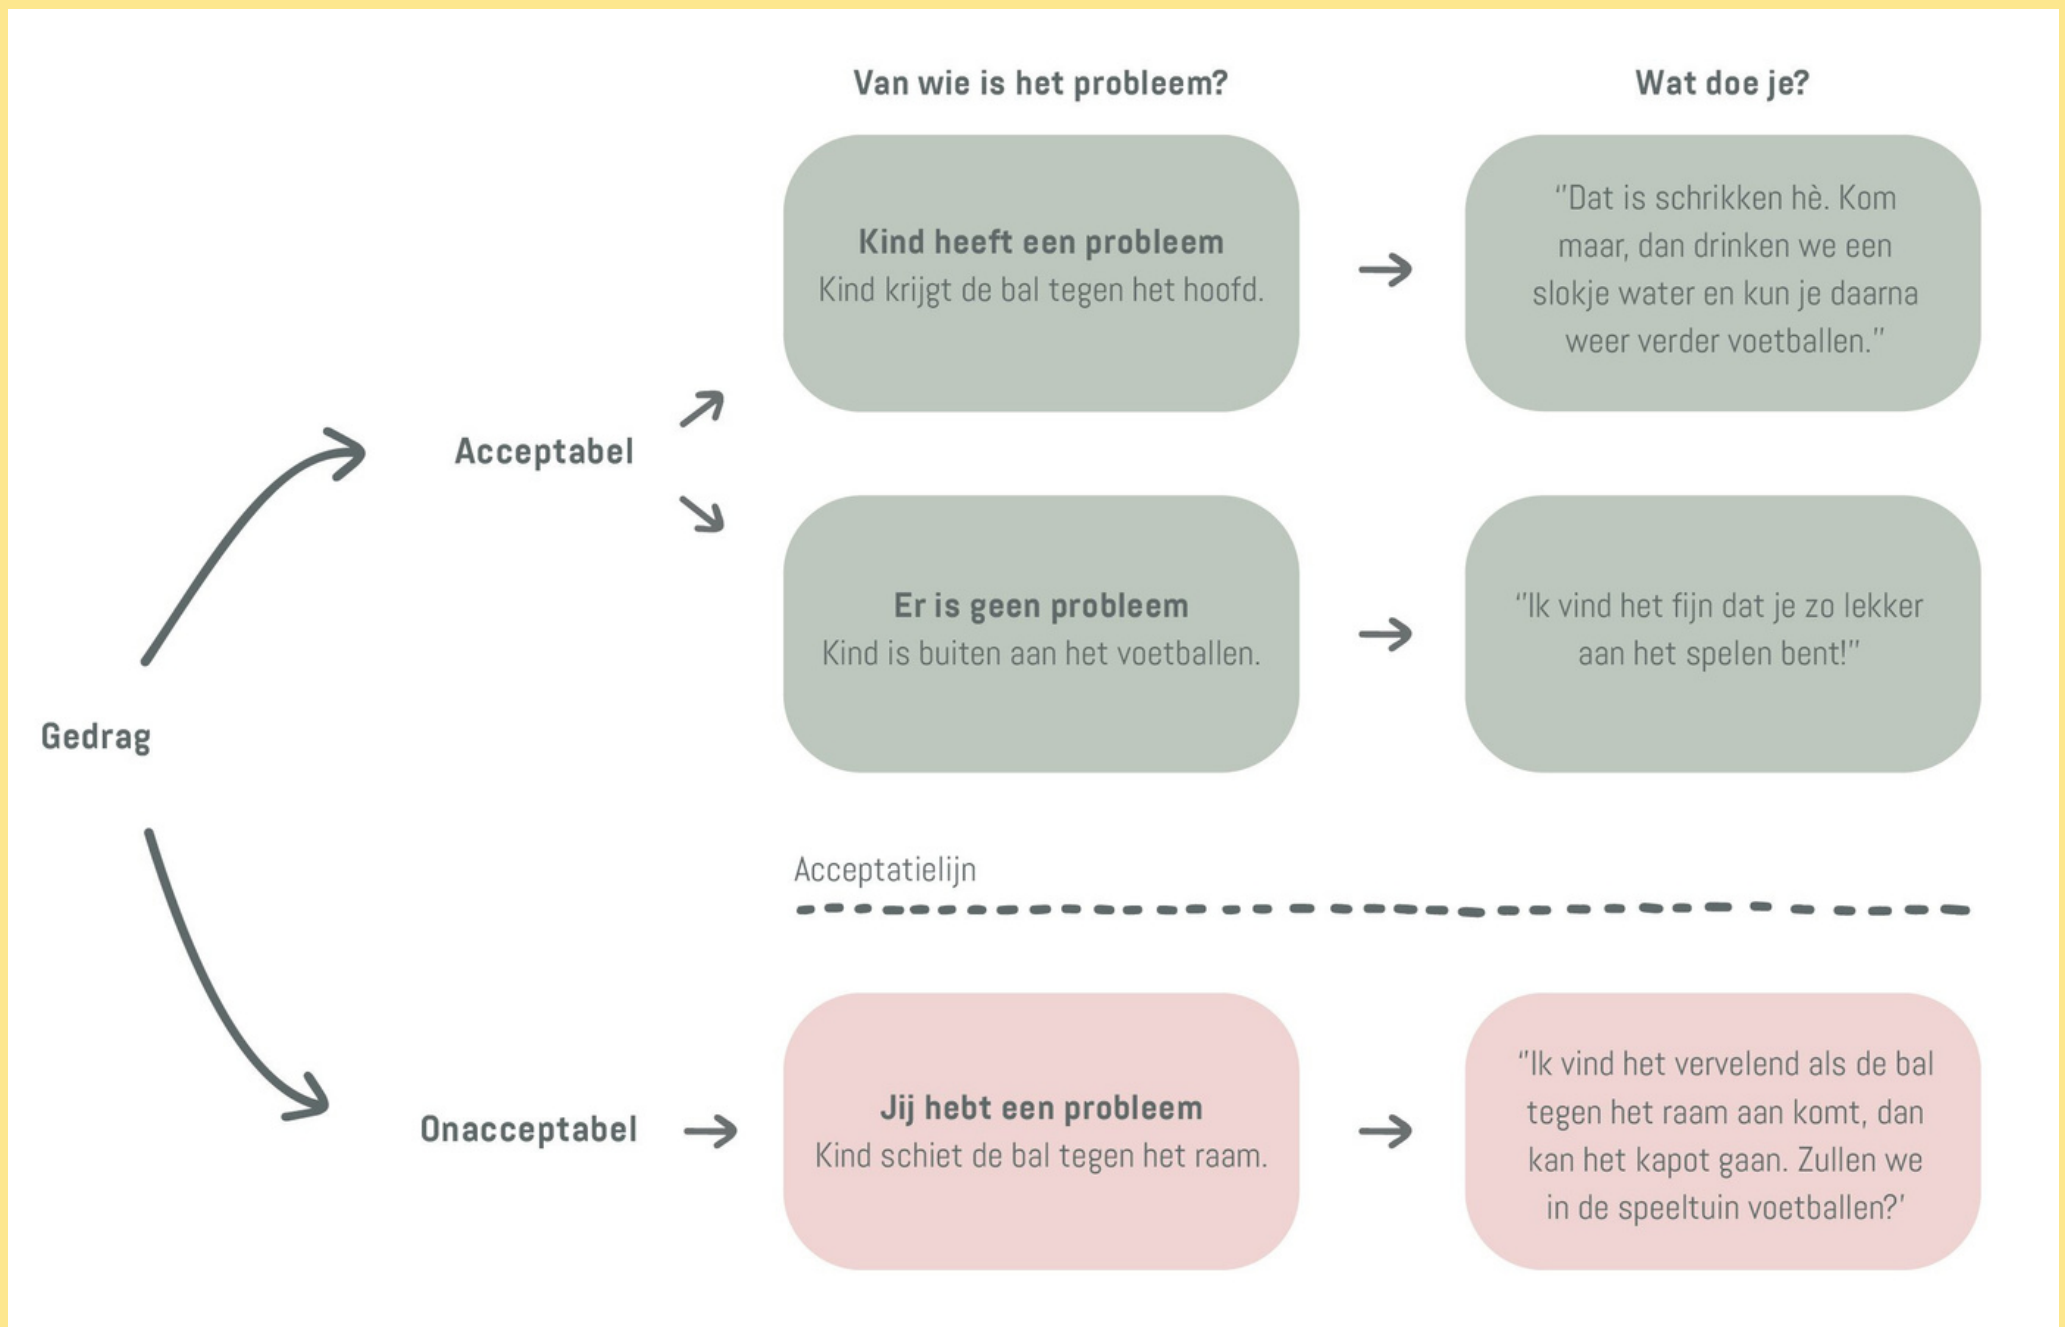 Van wie is het probleem?
Wat doe je?
Kind heeft een probleem
Kind krijgt de bal tegen het hoofd.
‘’Dat is schrikken hè. Kom
maar, dan drinken we een
slokje water en kun je daarna
weer verder voetballen.’’
Acceptabel
Er is geen probleem
Kind is buiten aan het voetballen.
‘’Ik vind het fijn dat je zo lekker
aan het spelen bent!’’
Gedrag
Acceptatielijn
Onacceptabel
Jij hebt een probleem
Kind schiet de bal tegen het raam.
‘’Ik vind het vervelend als de bal
tegen het raam aan komt, dan
kan het kapot gaan. Zullen we
in de speeltuin voetballen?’